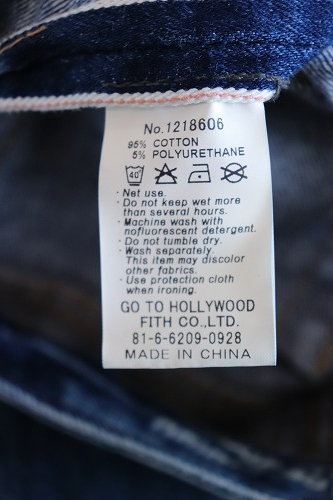 No.1218606
95% COTTON
5% POLYURETHANE
40
· Net use.
· Do not keep wet more
than several hours.
· Machine wash with
nofluorescent detergent.
· Do not tumble dry.
· Wash separately.
This item may discolor
other fabrics.
· Use protection cloth
when ironing.
GO TO HOLLYWOOD
FITH CO.,LTD.
81-6-6209-0928
MADE IN CHINA